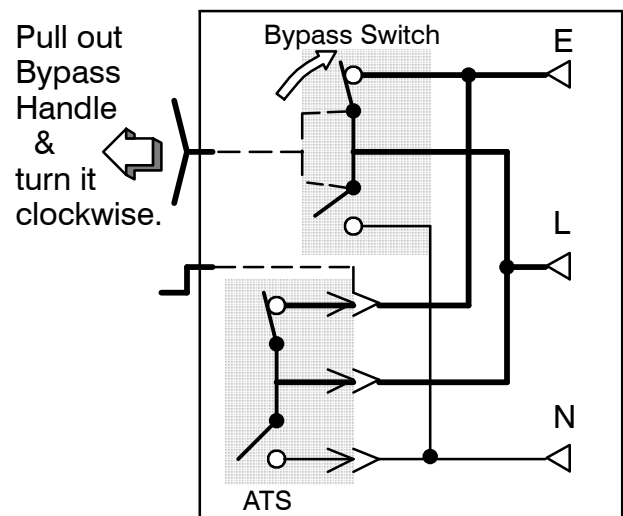 Pull out
Bypass
Handle
&
turn it
clockwise.
Bypass Switch
E
L
N
ATS